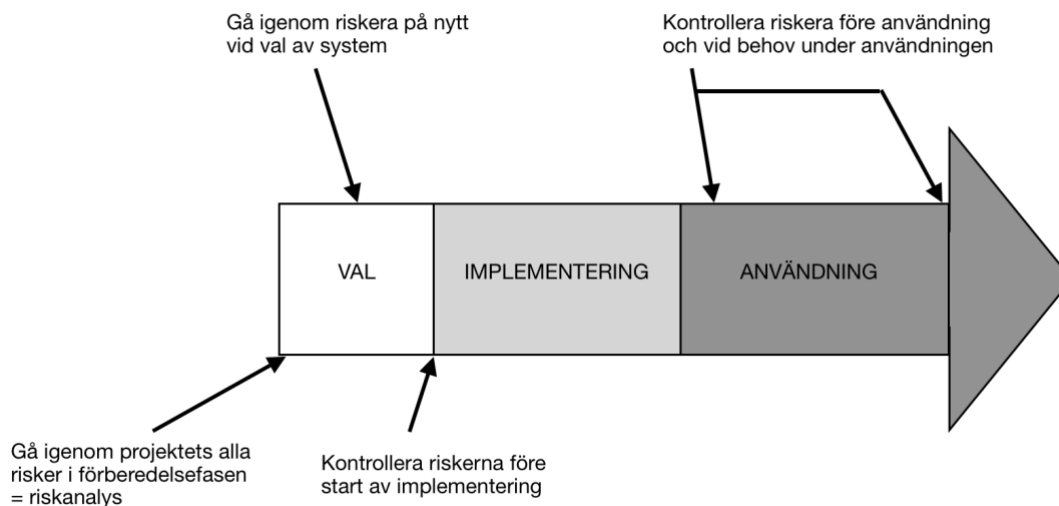 Gå igenom riskera på nytt
vid val av system
Kontrollera riskera före användning
och vid behov under användningen
VAL
IMPLEMENTERING
ANVÄNDNING
Gå igenom projektets alla
risker i förberedelsefasen
= riskanalys
Kontrollera riskerna före
start av implementering